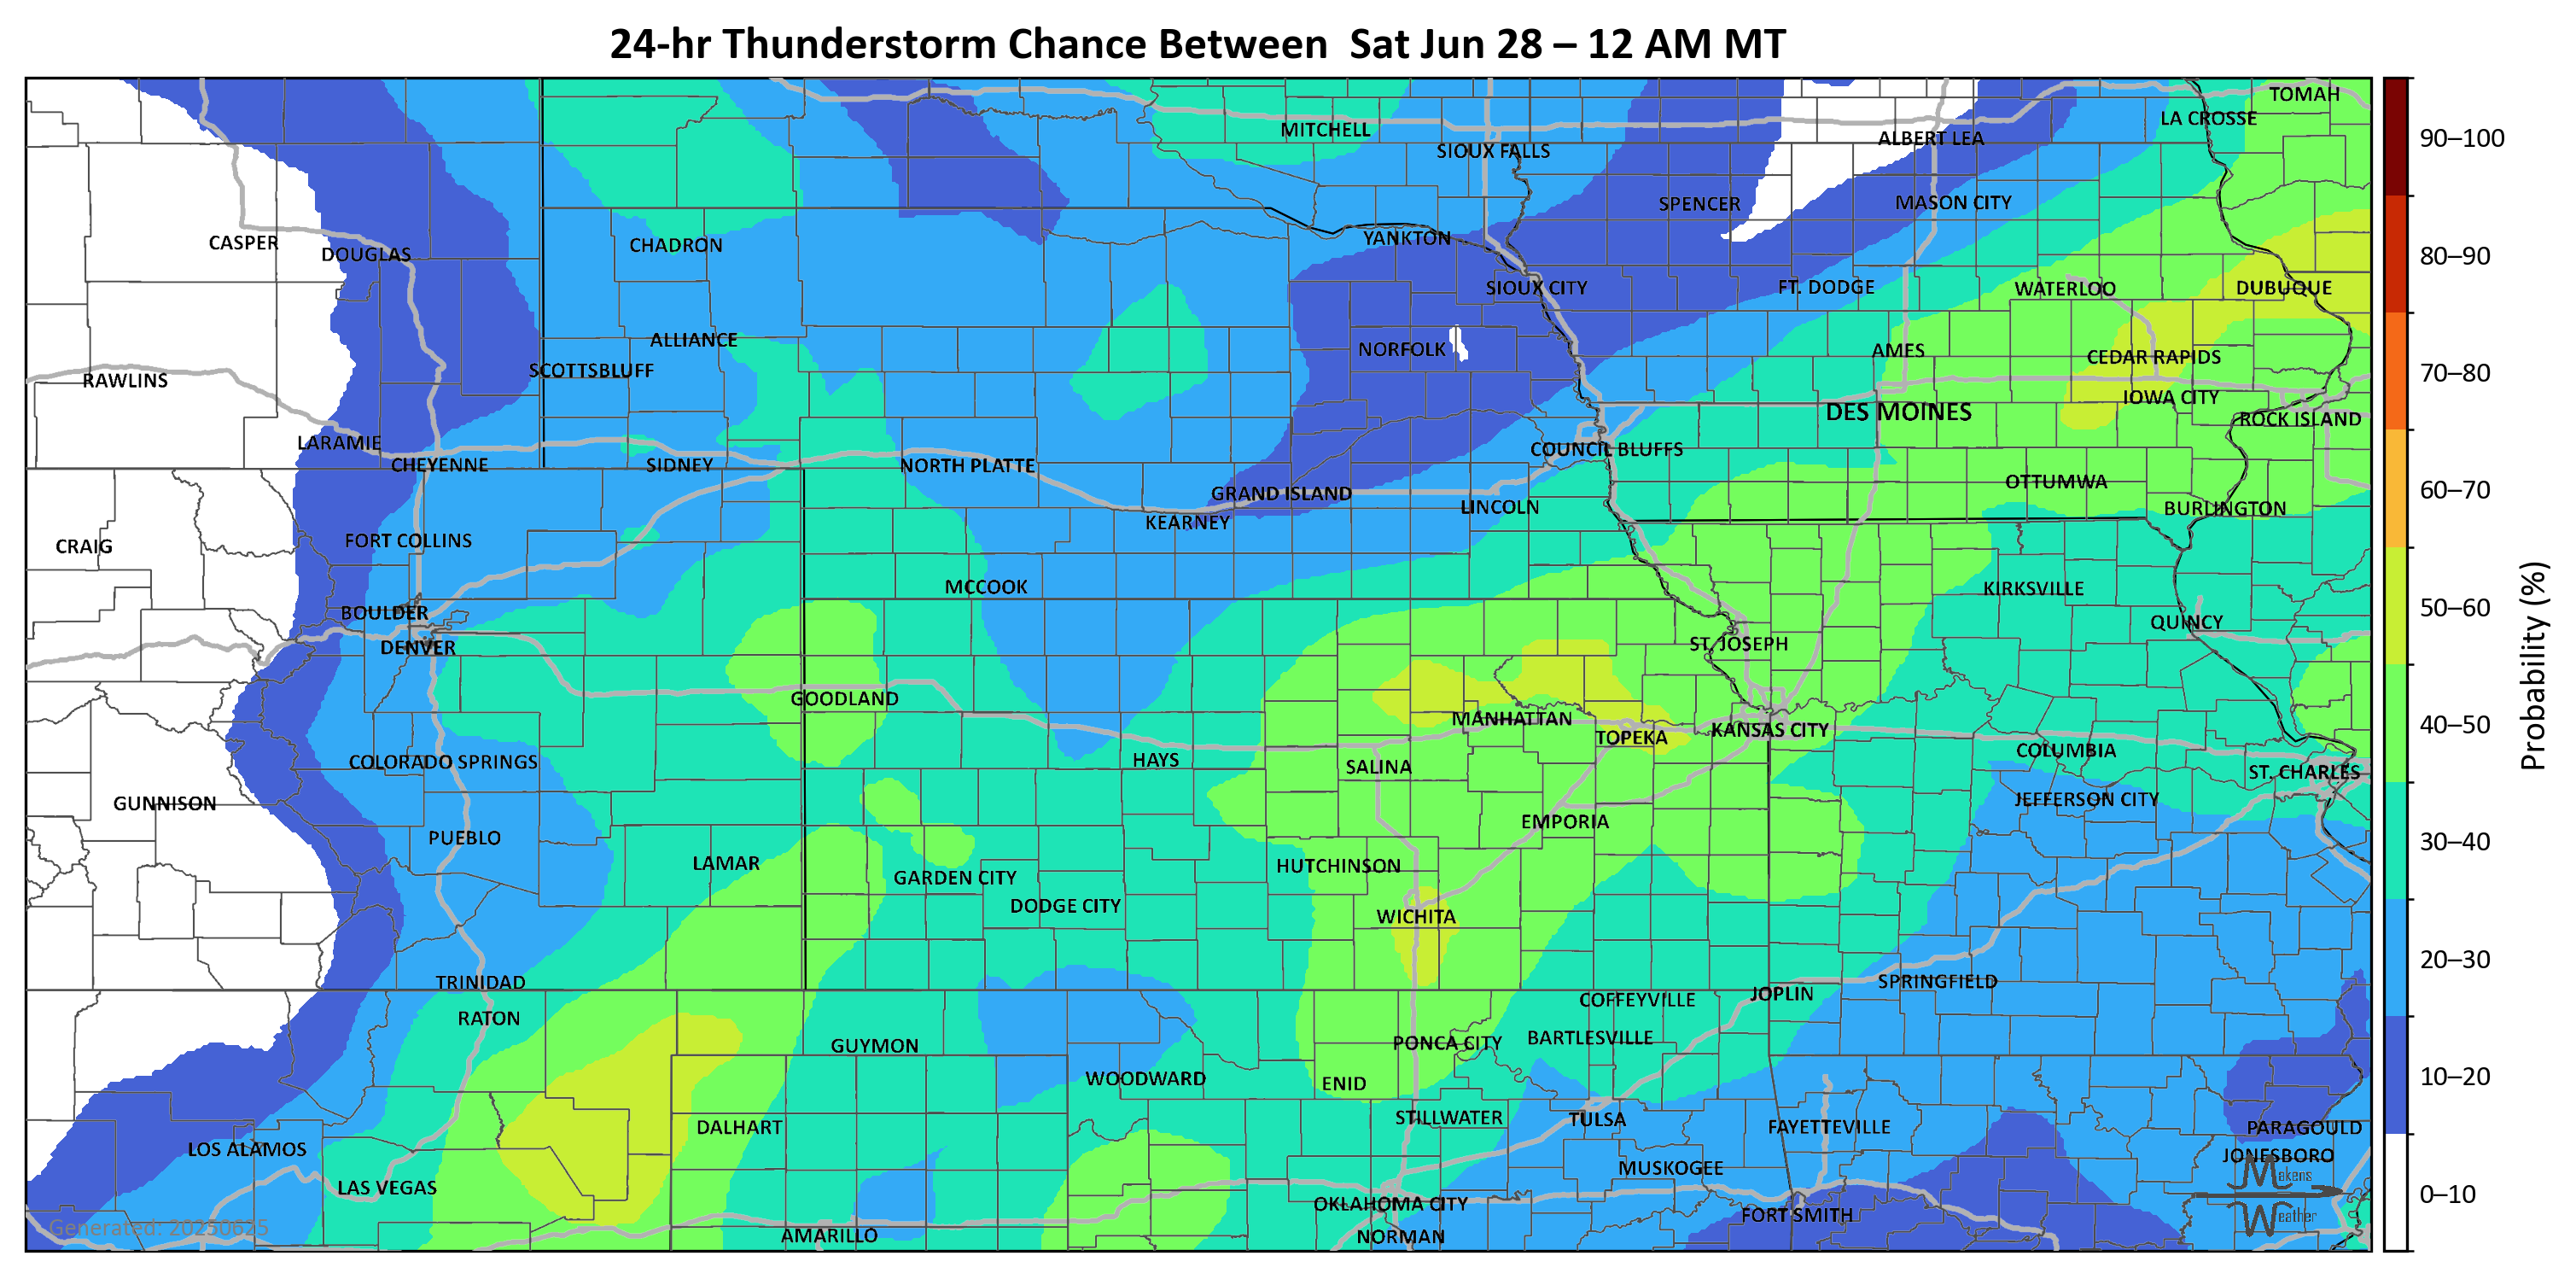 24-hr Thunderstorm Chance Between  Sat Jun 28 – 12 AM MT
TOMAH
LA CROSSE
MITCHELL
ALBERT LEA
SIOUX FALLS
SPENCER
MASON CITY
CASPER
DOUGLAS
CHADRON
YANKTON
SIOUX CITY
FT. DODGE
WATERLOO
DUBUQUE
ALLIANCE
NORFOLK
AMES
CEDAR RAPIDS
SCOTTSBLUFF
RAWLINS
IOWA CITY
DES MOINES
ROCK ISLAND
LARAMIE
COUNCIL BLUFFS
CHEYENNE
SIDNEY
NORTH PLATTE
OTTUMWA
GRAND ISLAND
LINCOLN
BURLINGTON
KEARNEY
CRAIG
FORT COLLINS
MCCOOK
KIRKSVILLE
BOULDER
QUINCY
DENVER
ST. JOSEPH
GOODLAND
MANHATTAN
TOPEKA
KANSAS CITY
COLUMBIA
COLORADO SPRINGS
HAYS
SALINA
ST. CHARLES
GUNNISON
JEFFERSON CITY
EMPORIA
PUEBLO
LAMAR
HUTCHINSON
GARDEN CITY
DODGE CITY
WICHITA
TRINIDAD
SPRINGFIELD
JOPLIN
COFFEYVILLE
RATON
BARTLESVILLE
GUYMON
PONCA CITY
WOODWARD
ENID
STILLWATER
TULSA
DALHART
FAYETTEVILLE
PARAGOULD
LOS ALAMOS
JONESBORO
MUSKOGEE
LAS VEGAS
OKLAHOMA CITY
FORT SMITH
AMARILLO
NORMAN
Generated: 20250625
Makens
Weather
90–100
80–90
70–80
60–70
50–60
40–50
30–40
20–30
10–20
0–10
Probability (%)